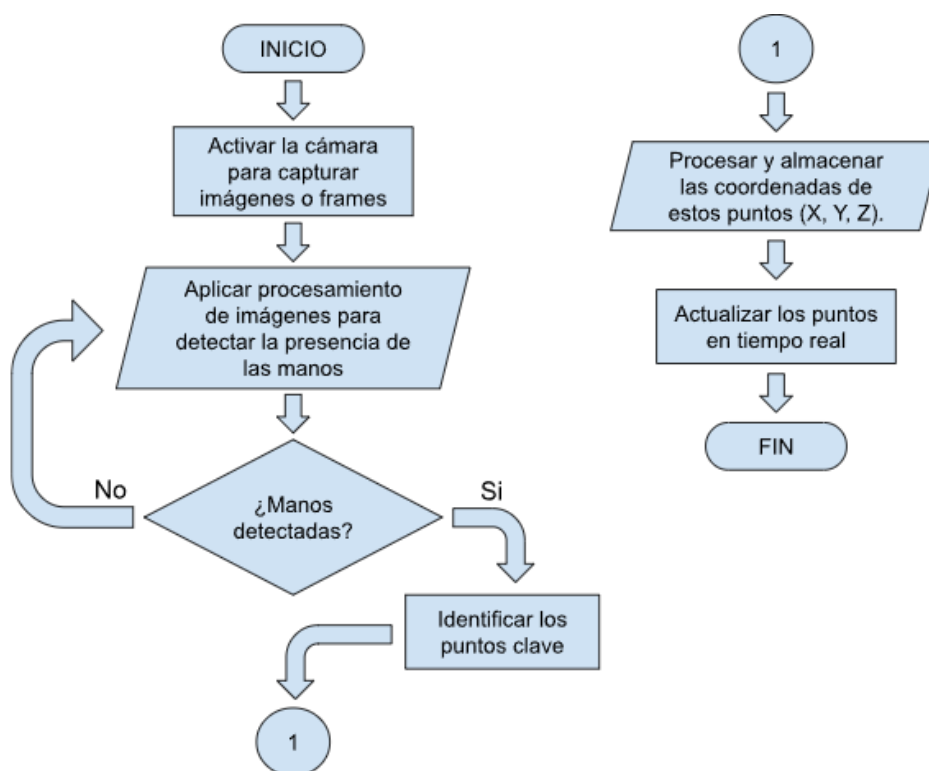 INICIO
Activar la cámara
para capturar
imágenes o frames
Aplicar procesamiento
de imágenes para
detectar la presencia de
las manos
¿Manos
detectadas?
No
Si
Identificar los
puntos clave
1
1
Procesar y almacenar
las coordenadas de
estos puntos (X, Y, Z).
Actualizar los puntos
en tiempo real
FIN